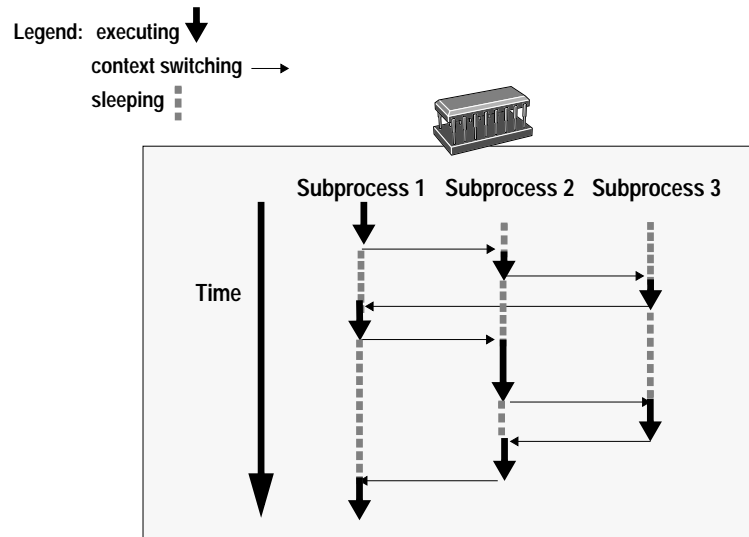 Legend: executing
context switching
sleeping
Subprocess 1 Subprocess 2 Subprocess 3
Time